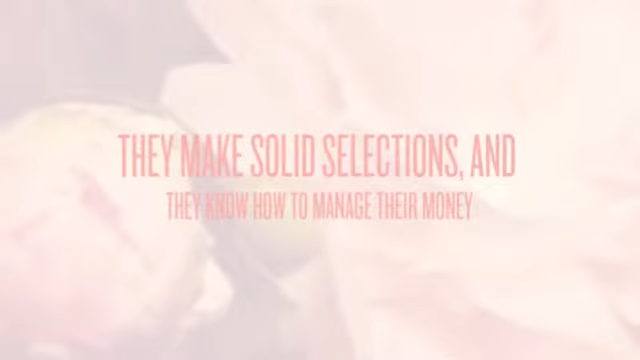 THEY MAKE SOLID SELECTIONS, AND
THEY KNOW HOW TO MANAGE THEIR MONEY